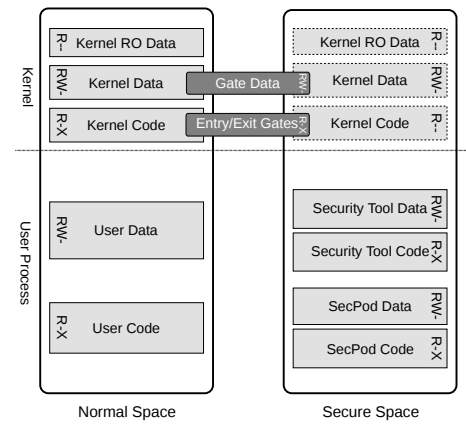 Kernel
R--
Kernel RO Data
RW-
Kernel Data
R-X
Kernel Code
Gate Data
RW-
Entry/Exit Gates
R-X
Kernel RO Data
R--
Kernel Data
RW-
Kernel Code
R--
User Process
RW-
User Data
R-X
User Code
Security Tool Data
RW-
Security Tool Code
R-X
SecPod Data
RW-
SecPod Code
R-X
Normal Space
Secure Space